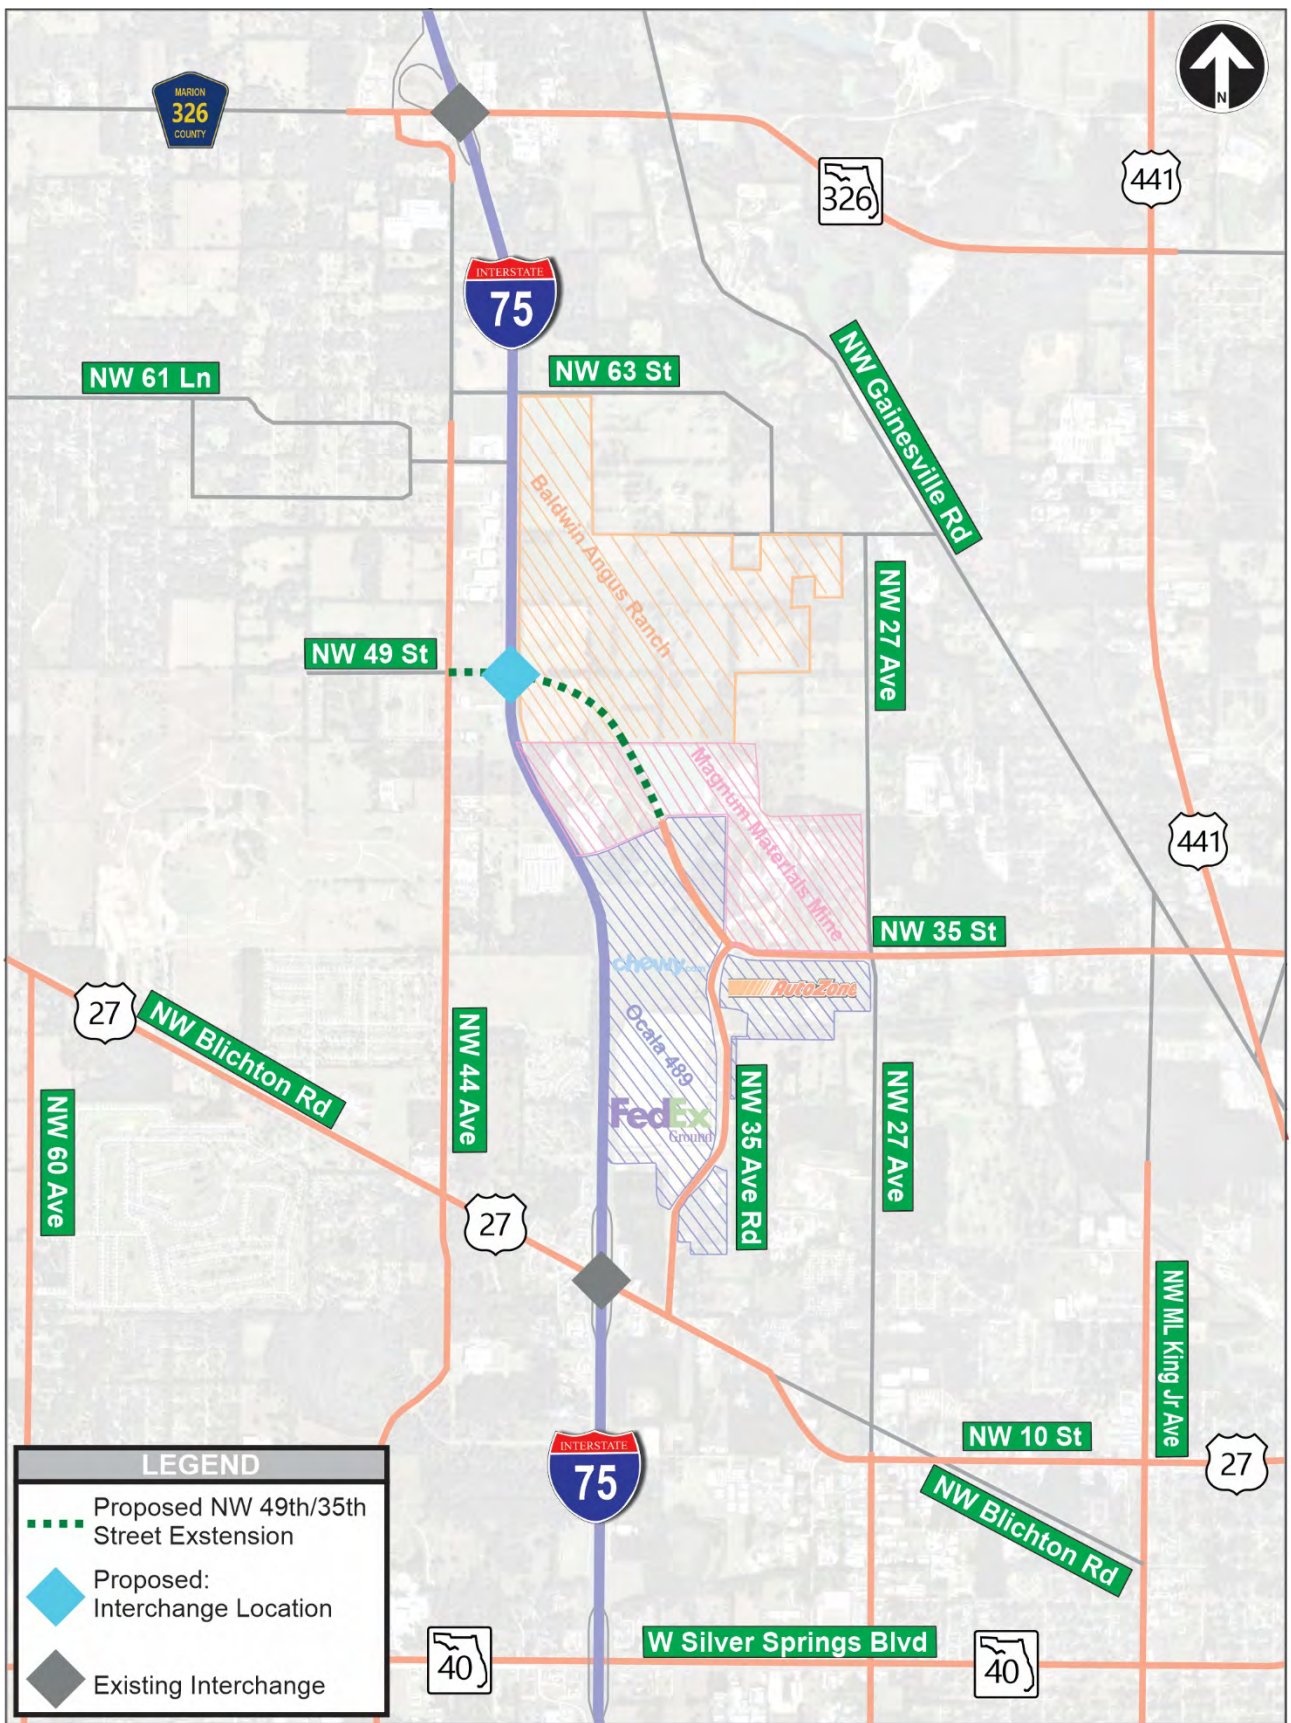 MARION
326
COUNTY
N
441
326
INTERSTATE
75
NW 61 Ln
NW 63 St
NW Gainesville Rd
Baldwin Angus Ranch
NW 27 Ave
NW 49 St
Magnum Materials Mine
441
NW 35 St
chewy.com
AutoZone
27
NW Blichton Rd
NW 44 Ave
Ocala 489
FedEx
Ground
NW 35 Ave Rd
NW 27 Ave
NW 60 Ave
27
NW ML King Jr Ave
INTERSTATE
75
NW 10 St
27
NW Blichton Rd
LEGEND
Proposed NW 49th/35th
Street Exstension
Proposed:
Interchange Location
Existing Interchange
40
W Silver Springs Blvd
40